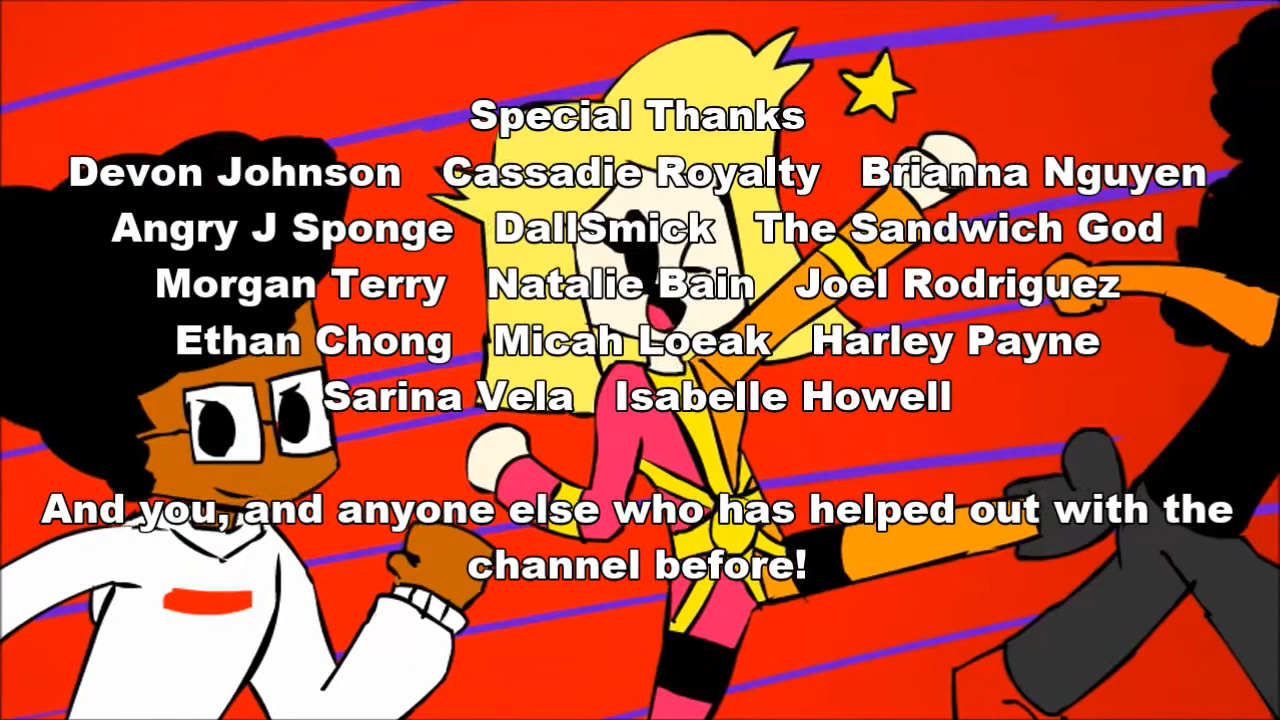 Special Thanks
Devon Johnson Cassadie Royalty Brianna Nguyen
Angry J Sponge DallSmick The Sandwich God
Morgan Terry Natalie Bain Joel Rodriguez
Ethan Chong Micah Loeak Harley Payne
Sarina Vela Isabelle Howell
And you, and anyone else who has helped out with the
channel before!